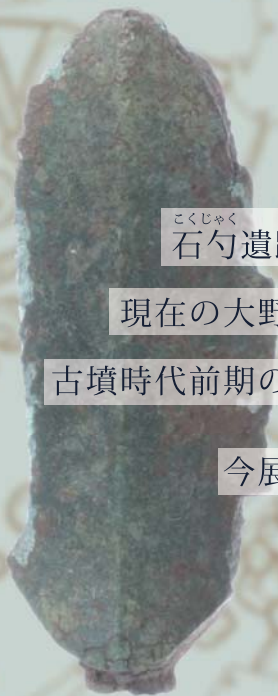 こくじゃく
石勺遺
現在の大野
古墳時代前期の
今展